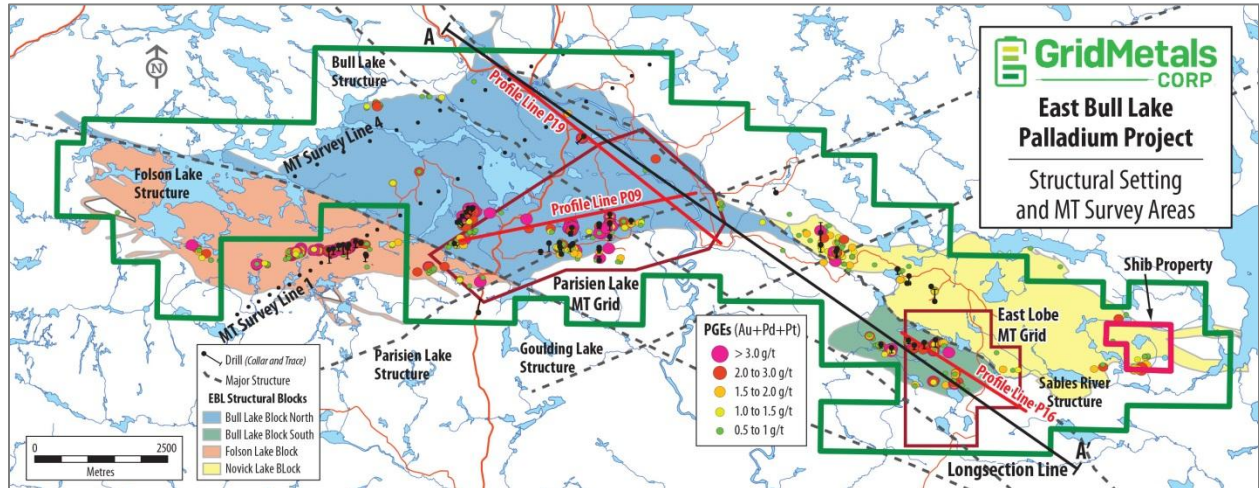 GridMetals
CORP
East Bull Lake
Palladium Project
Structural Setting
and MT Survey Areas
N
A
Bull Lake
Structure
Profile Line P19
MT Survey Line 4
Folson Lake
Structure
Profile Line P09
MT Survey Line 1
Parisien Lake
MT Grid
Parisien Lake
Structure
Goulding Lake
Structure
Shib Property
East Lobe
MT Grid
Sables River
Structure
Profile Line P16
A'
Longsection Line
PGEs (Au+Pd+Pt)
> 3.0 g/t
2.0 to 3.0 g/t
1.5 to 2.0 g/t
1.0 to 1.5 g/t
0.5 to 1 g/t
Drill (Collar and Trace)
Major Structure
EBL Structural Blocks
Bull Lake Block North
Bull Lake Block South
Folson Lake Block
Novick Lake BLock
0 2500
Metres